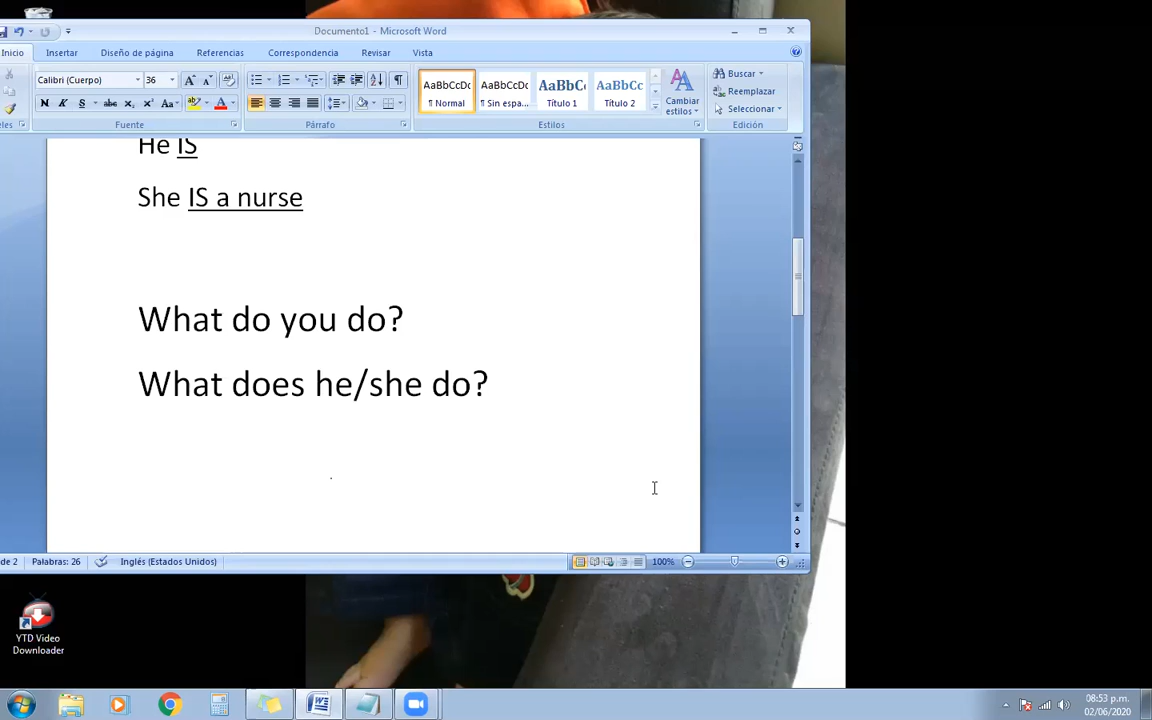 Documento1 - Microsoft Word
Inicio Insertar Diseño de página Referencias Correspondencia Revisar Vista
Calibri (Cuerpo) 36
AaBbCcDc AaBbCcDc AaBbCc AaBbCc
¶ Normal ¶ Sin espa... Título 1 Título 2
Cambiar estilos
Buscar
Reemplazar
Seleccionar
Fuente Párrafo Estilos Edición
He IS
She IS a nurse
What do you do?
What does he/she do?
de 2 Palabras: 26 Inglés (Estados Unidos) 100%
YTD Video
Downloader
08:53 p.m.
02/06/2020